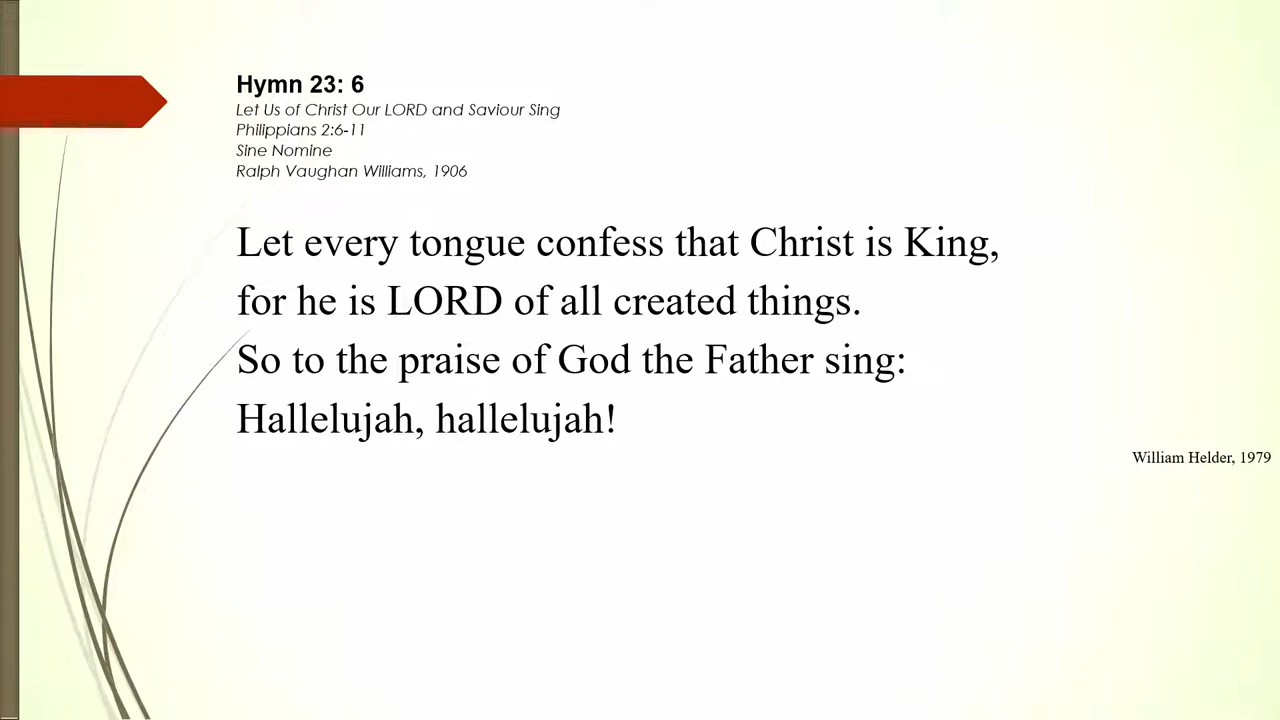 Hymn 23: 6
Let Us of Christ Our LORD and Saviour Sing
Philippians 2:6-11
Sine Nomine
Ralph Vaughan Williams, 1906
Let every tongue confess that Christ is King,
for he is LORD of all created things.
So to the praise of God the Father sing:
Hallelujah, hallelujah!
William Helder, 1979